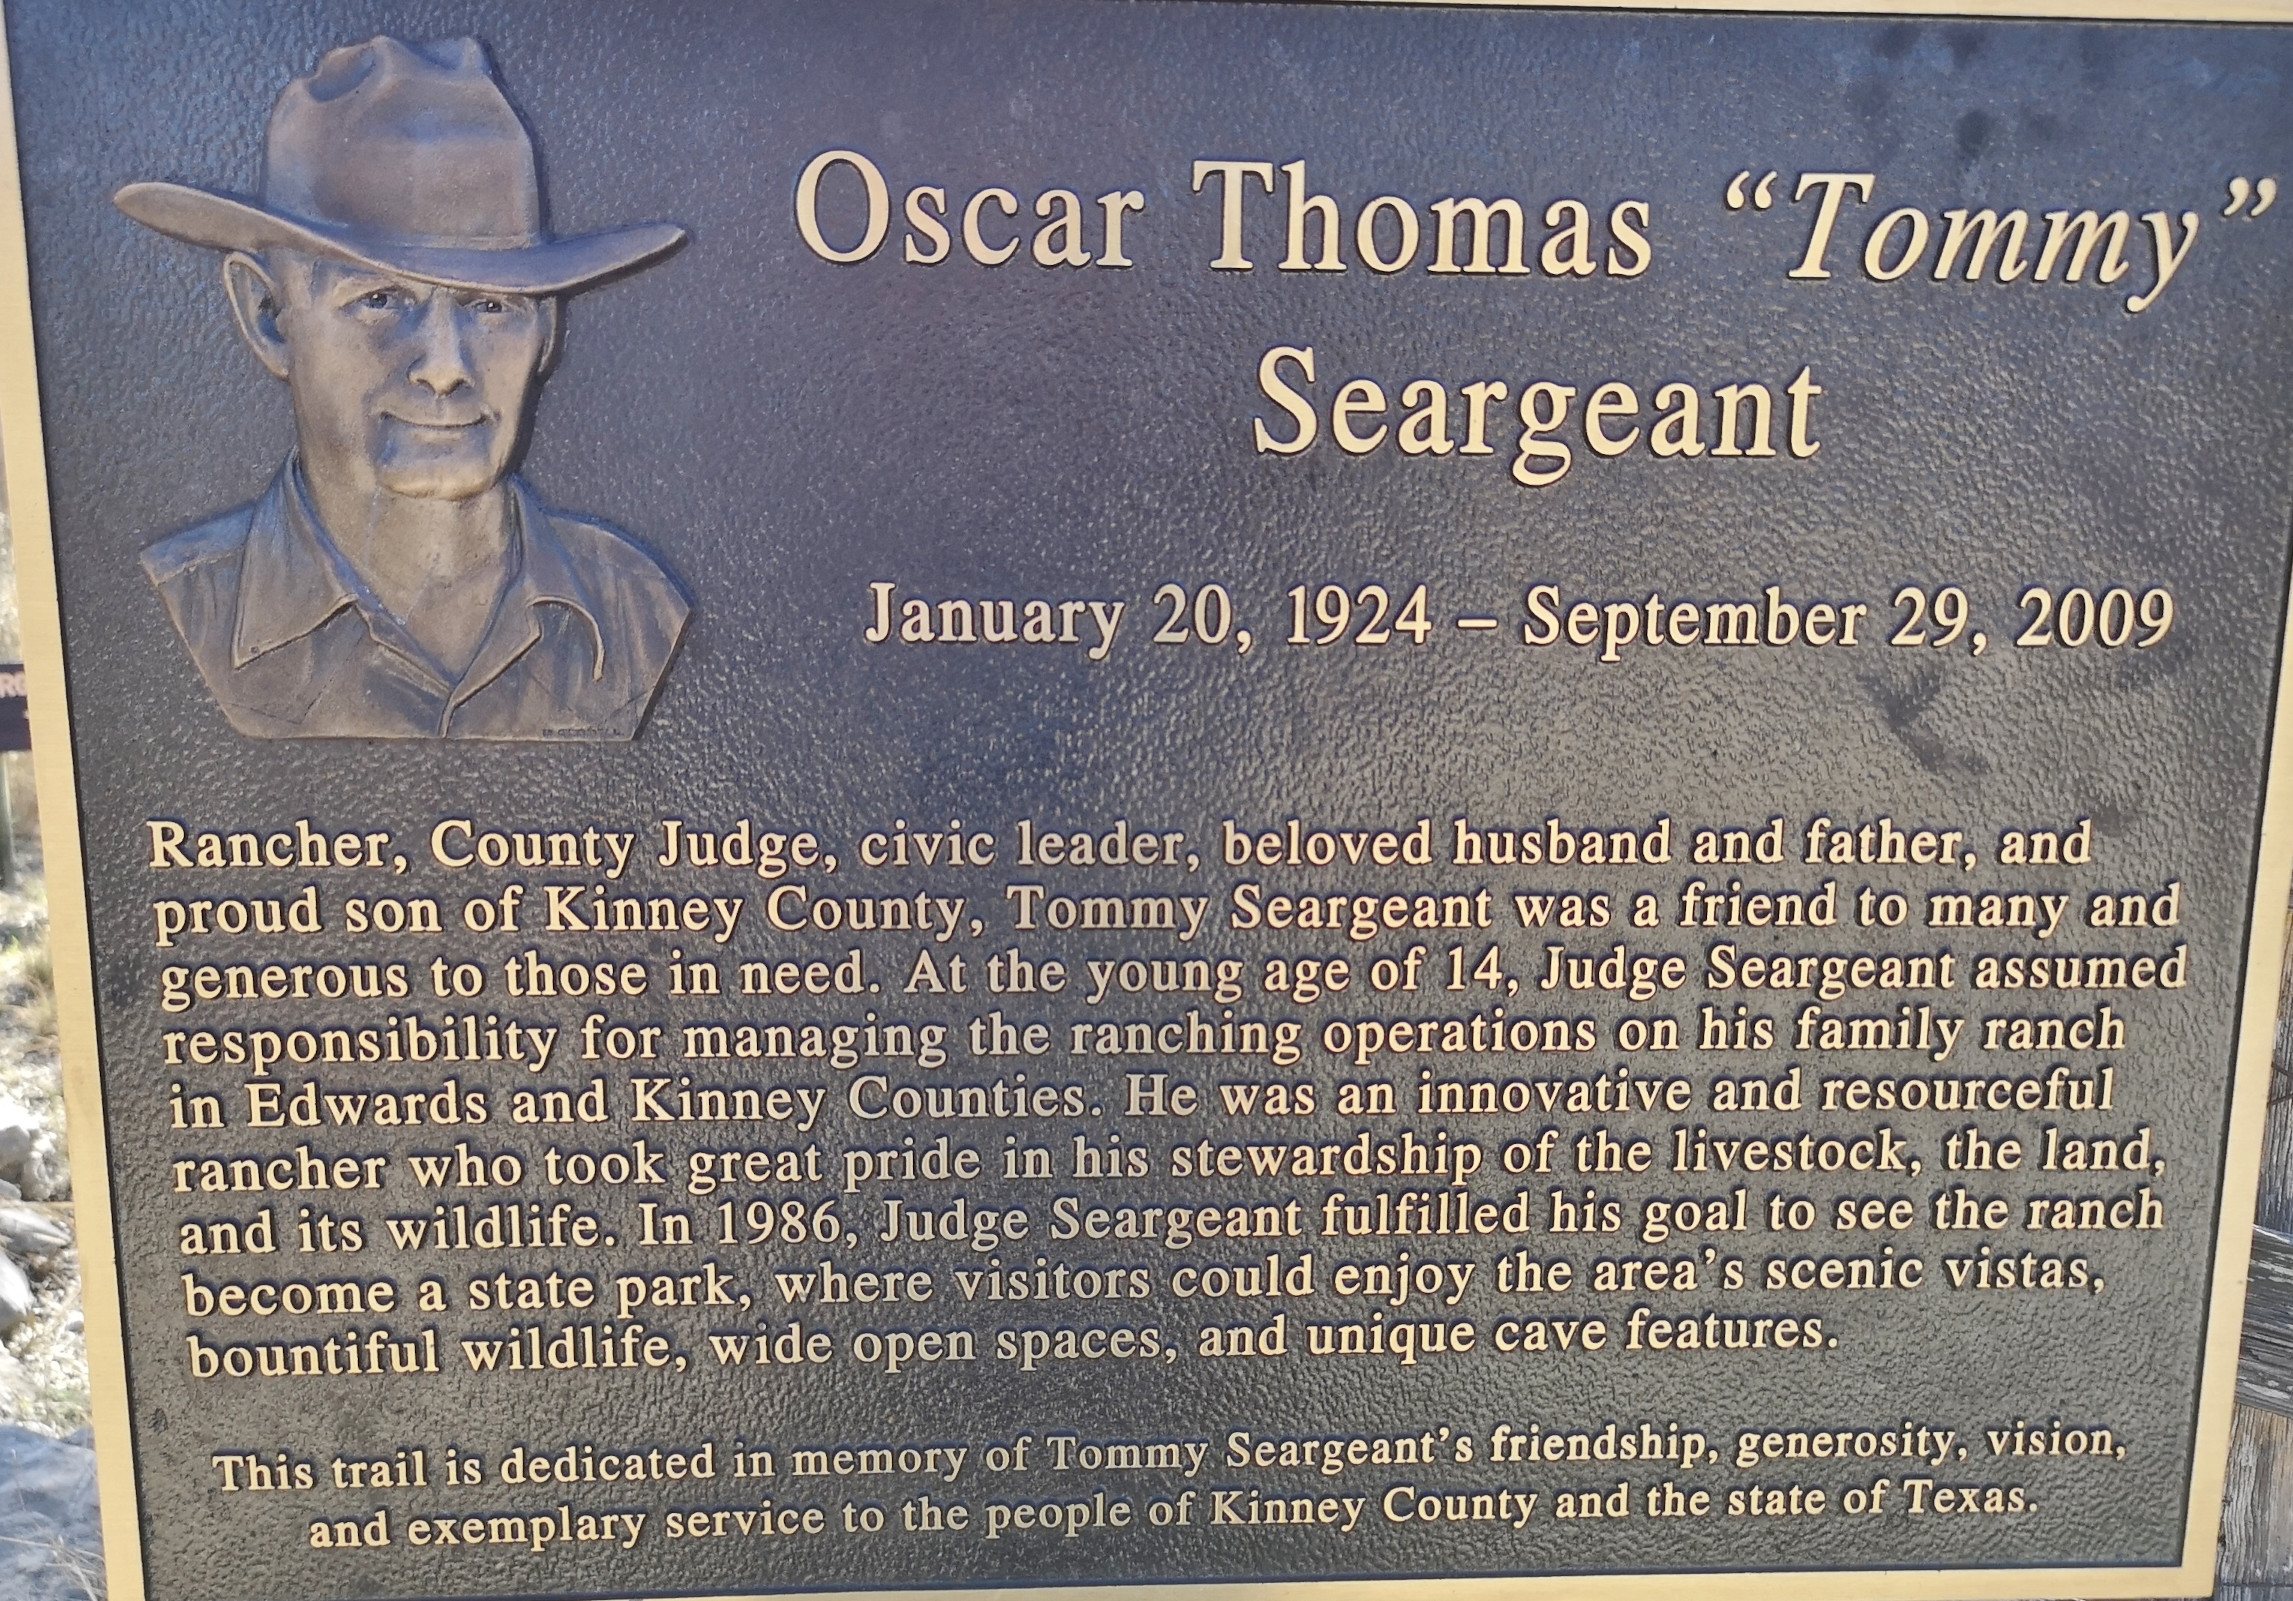 Oscar Thomas “Tommy”
Seargeant
January 20, 1924 – September 29, 2009
Rancher, County Judge, civic leader, beloved husband and father, and
proud son of Kinney County, Tommy Seargeant was a friend to many and
generous to those in need. At the young age of 14, Judge Seargeant assumed
responsibility for managing the ranching operations on his family ranch
in Edwards and Kinney Counties. He was an innovative and resourceful
rancher who took great pride in his stewardship of the livestock, the land,
and its wildlife. In 1986, Judge Seargeant fulfilled his goal to see the ranch
become a state park, where visitors could enjoy the area’s scenic vistas,
bountiful wildlife, wide open spaces, and unique cave features.
This trail is dedicated in memory of Tommy Seargeant’s friendship, generosity, vision,
and exemplary service to the people of Kinney County and the state of Texas.